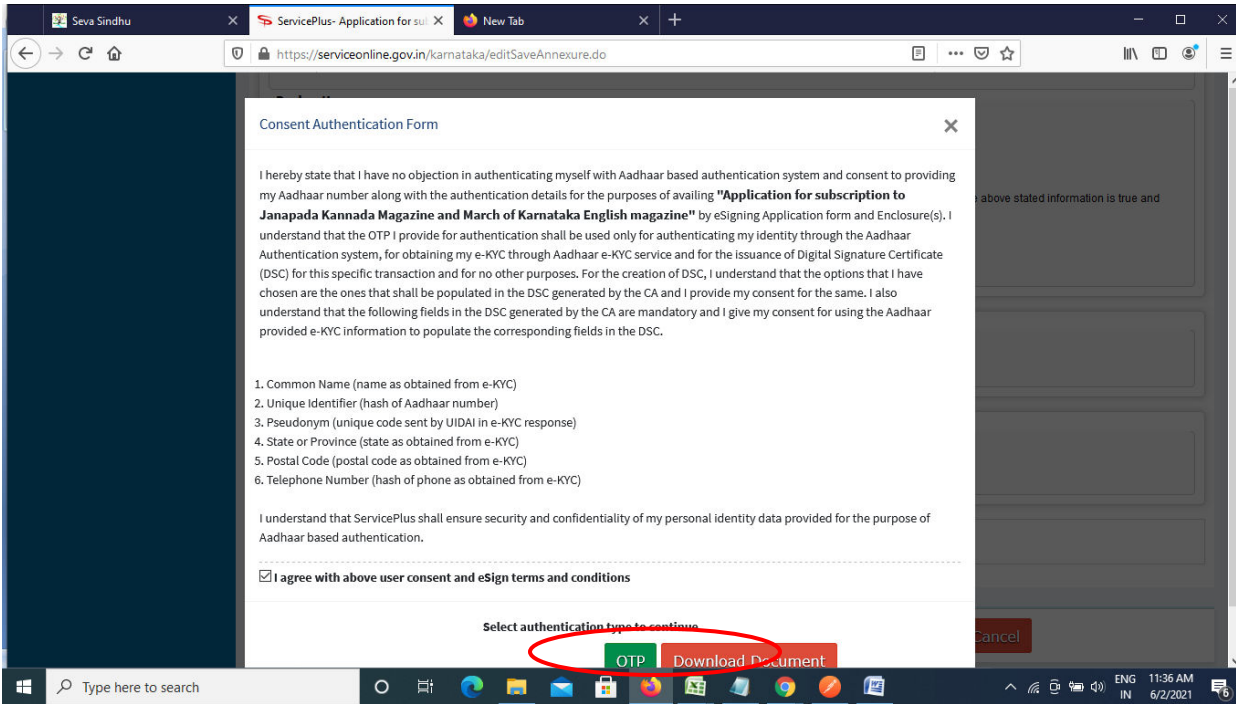 Seva Sindhu
ServicePlus- Application for sul
New Tab
https://serviceonline.gov.in/karnataka/editSaveAnnexure.do
Consent Authentication Form
I hereby state that I have no objection in authenticating myself with Aadhaar based authentication system and consent to providing
my Aadhaar number along with the authentication details for the purposes of availing "Application for subscription to
Janapada Kannada Magazine and March of Karnataka English magazine" by eSigning Application form and Enclosure(s). I
understand that the OTP I provide for authentication shall be used only for authenticating my identity through the Aadhaar
Authentication system, for obtaining my e-KYC through Aadhaar e-KYC service and for the issuance of Digital Signature Certificate
(DSC) for this specific transaction and for no other purposes. For the creation of DSC, I understand that the options that I have
chosen are the ones that shall be populated in the DSC generated by the CA and I provide my consent for the same. I also
understand that the following fields in the DSC generated by the CA are mandatory and I give my consent for using the Aadhaar
provided e-KYC information to populate the corresponding fields in the DSC.
above stated information is true and
1. Common Name (name as obtained from e-KYC)
2. Unique Identifier (hash of Aadhaar number)
3. Pseudonym (unique code sent by UIDAI in e-KYC response)
4. State or Province (state as obtained from e-KYC)
5. Postal Code (postal code as obtained from e-KYC)
6. Telephone Number (hash of phone as obtained from e-KYC)
I understand that ServicePlus shall ensure security and confidentiality of my personal identity data provided for the purpose of
Aadhaar based authentication.
I agree with above user consent and eSign terms and conditions
Select authentication type to continue
OTP Download Document
Cancel
Type here to search
ENG 11:36 AM
IN 6/2/2021
6